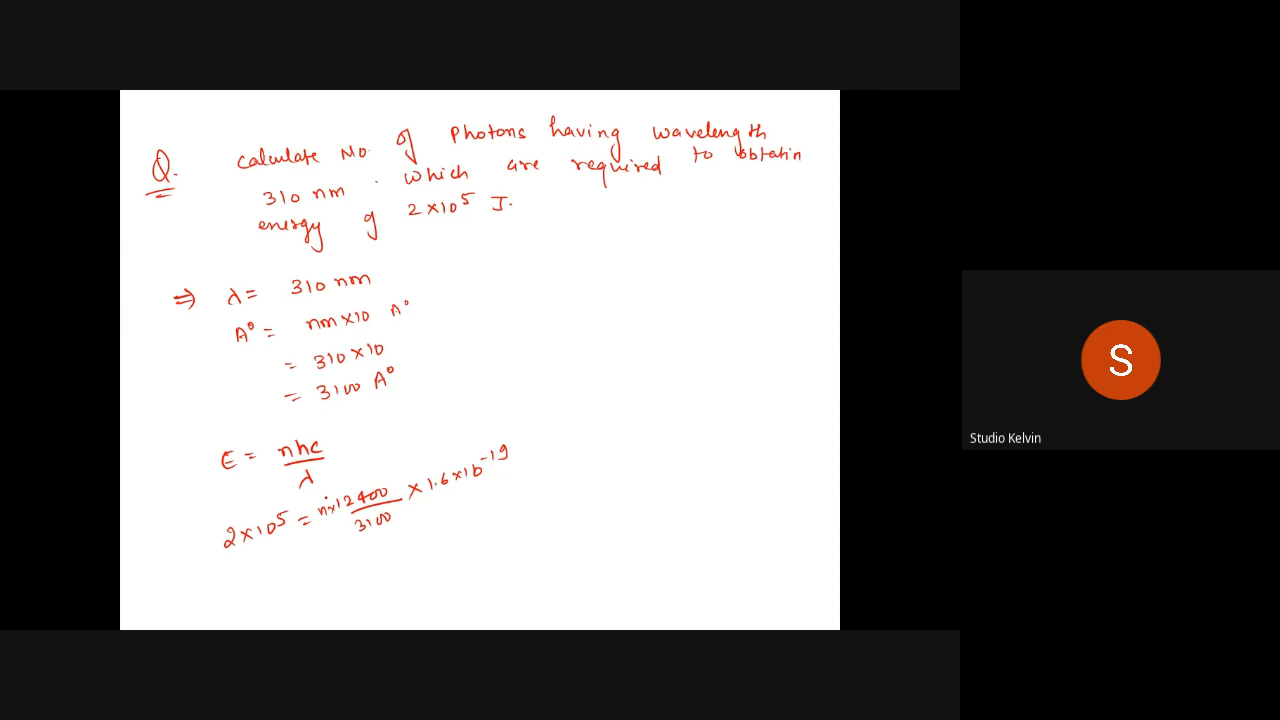 Q. Calculate No. of Photons having wavelength
310 nm. which are required to obtatin
energy of 2×10⁵ J.
⇒ λ = 310 nm
A° = nm×10 A°
= 310×10
= 3100 A°
E = nhc/λ
2×10⁵ = n×12400/3100 × 1.6×10⁻¹⁹
S
Studio Kelvin